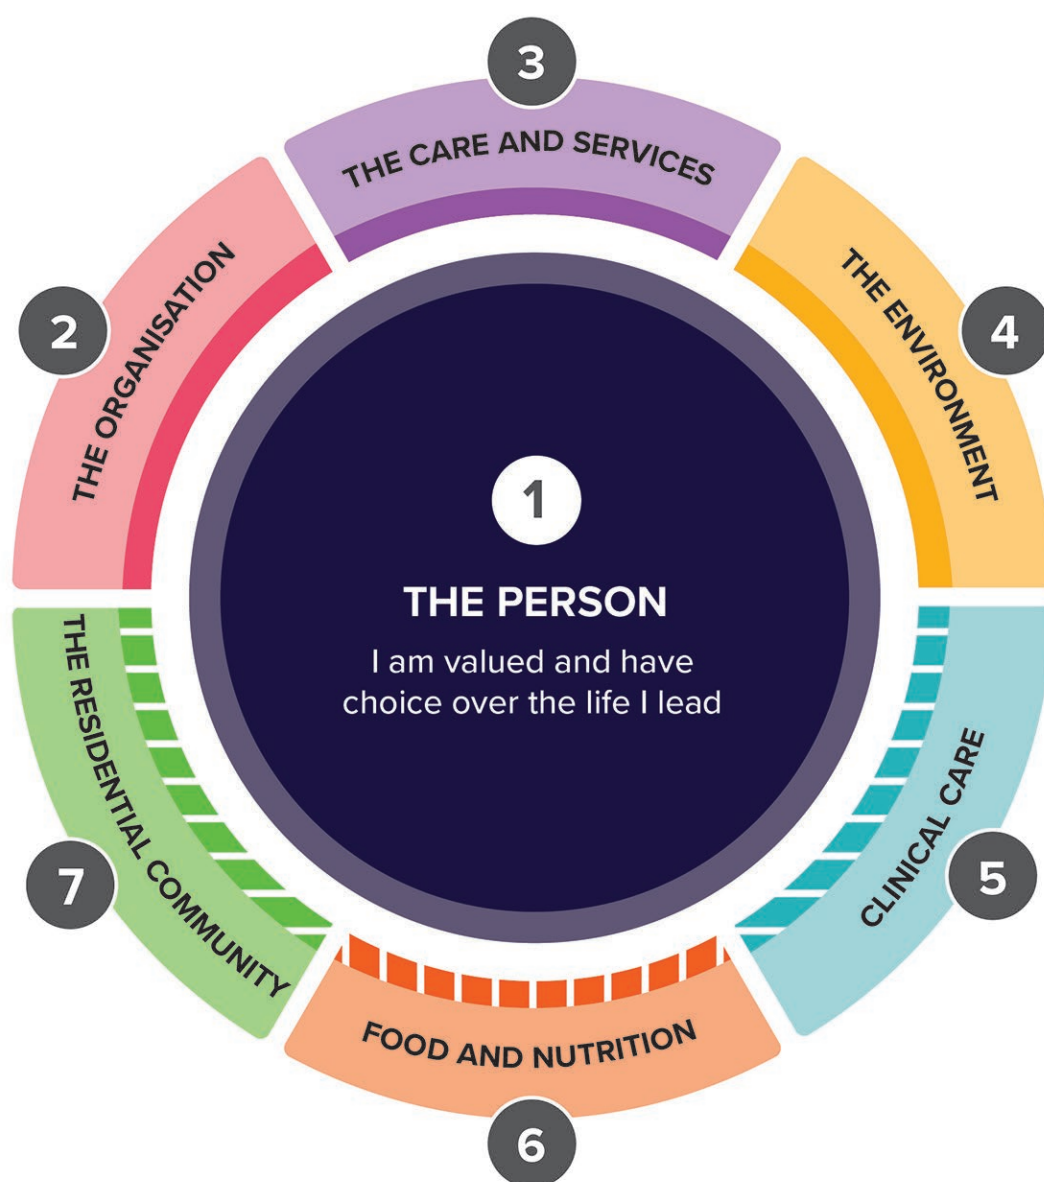 1
THE PERSON
I am valued and have
choice over the life I lead
2
THE ORGANISATION
3
THE CARE AND SERVICES
4
THE ENVIRONMENT
5
CLINICAL CARE
6
FOOD AND NUTRITION
7
THE RESIDENTIAL COMMUNITY